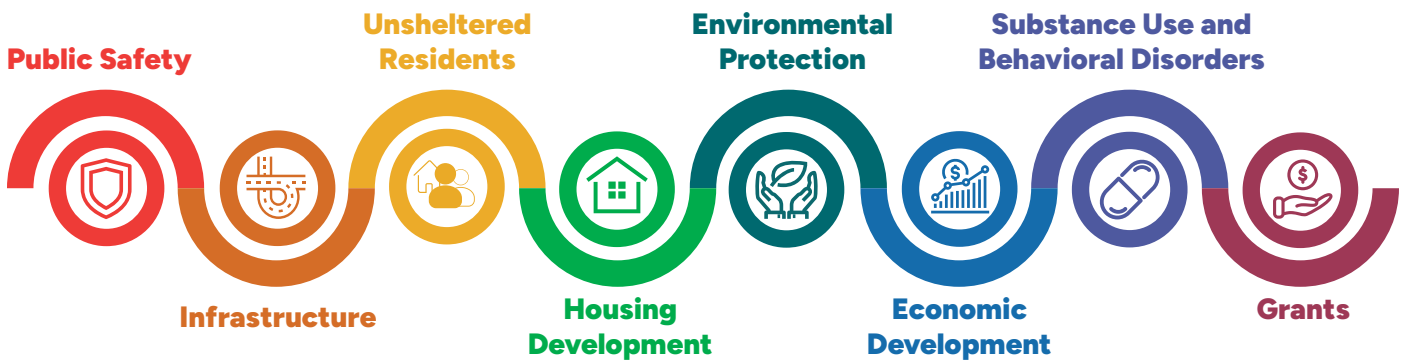 Public Safety
Infrastructure
Unsheltered
Residents
Housing
Development
Environmental
Protection
Economic
Development
Substance Use and
Behavioral Disorders
Grants
$
$